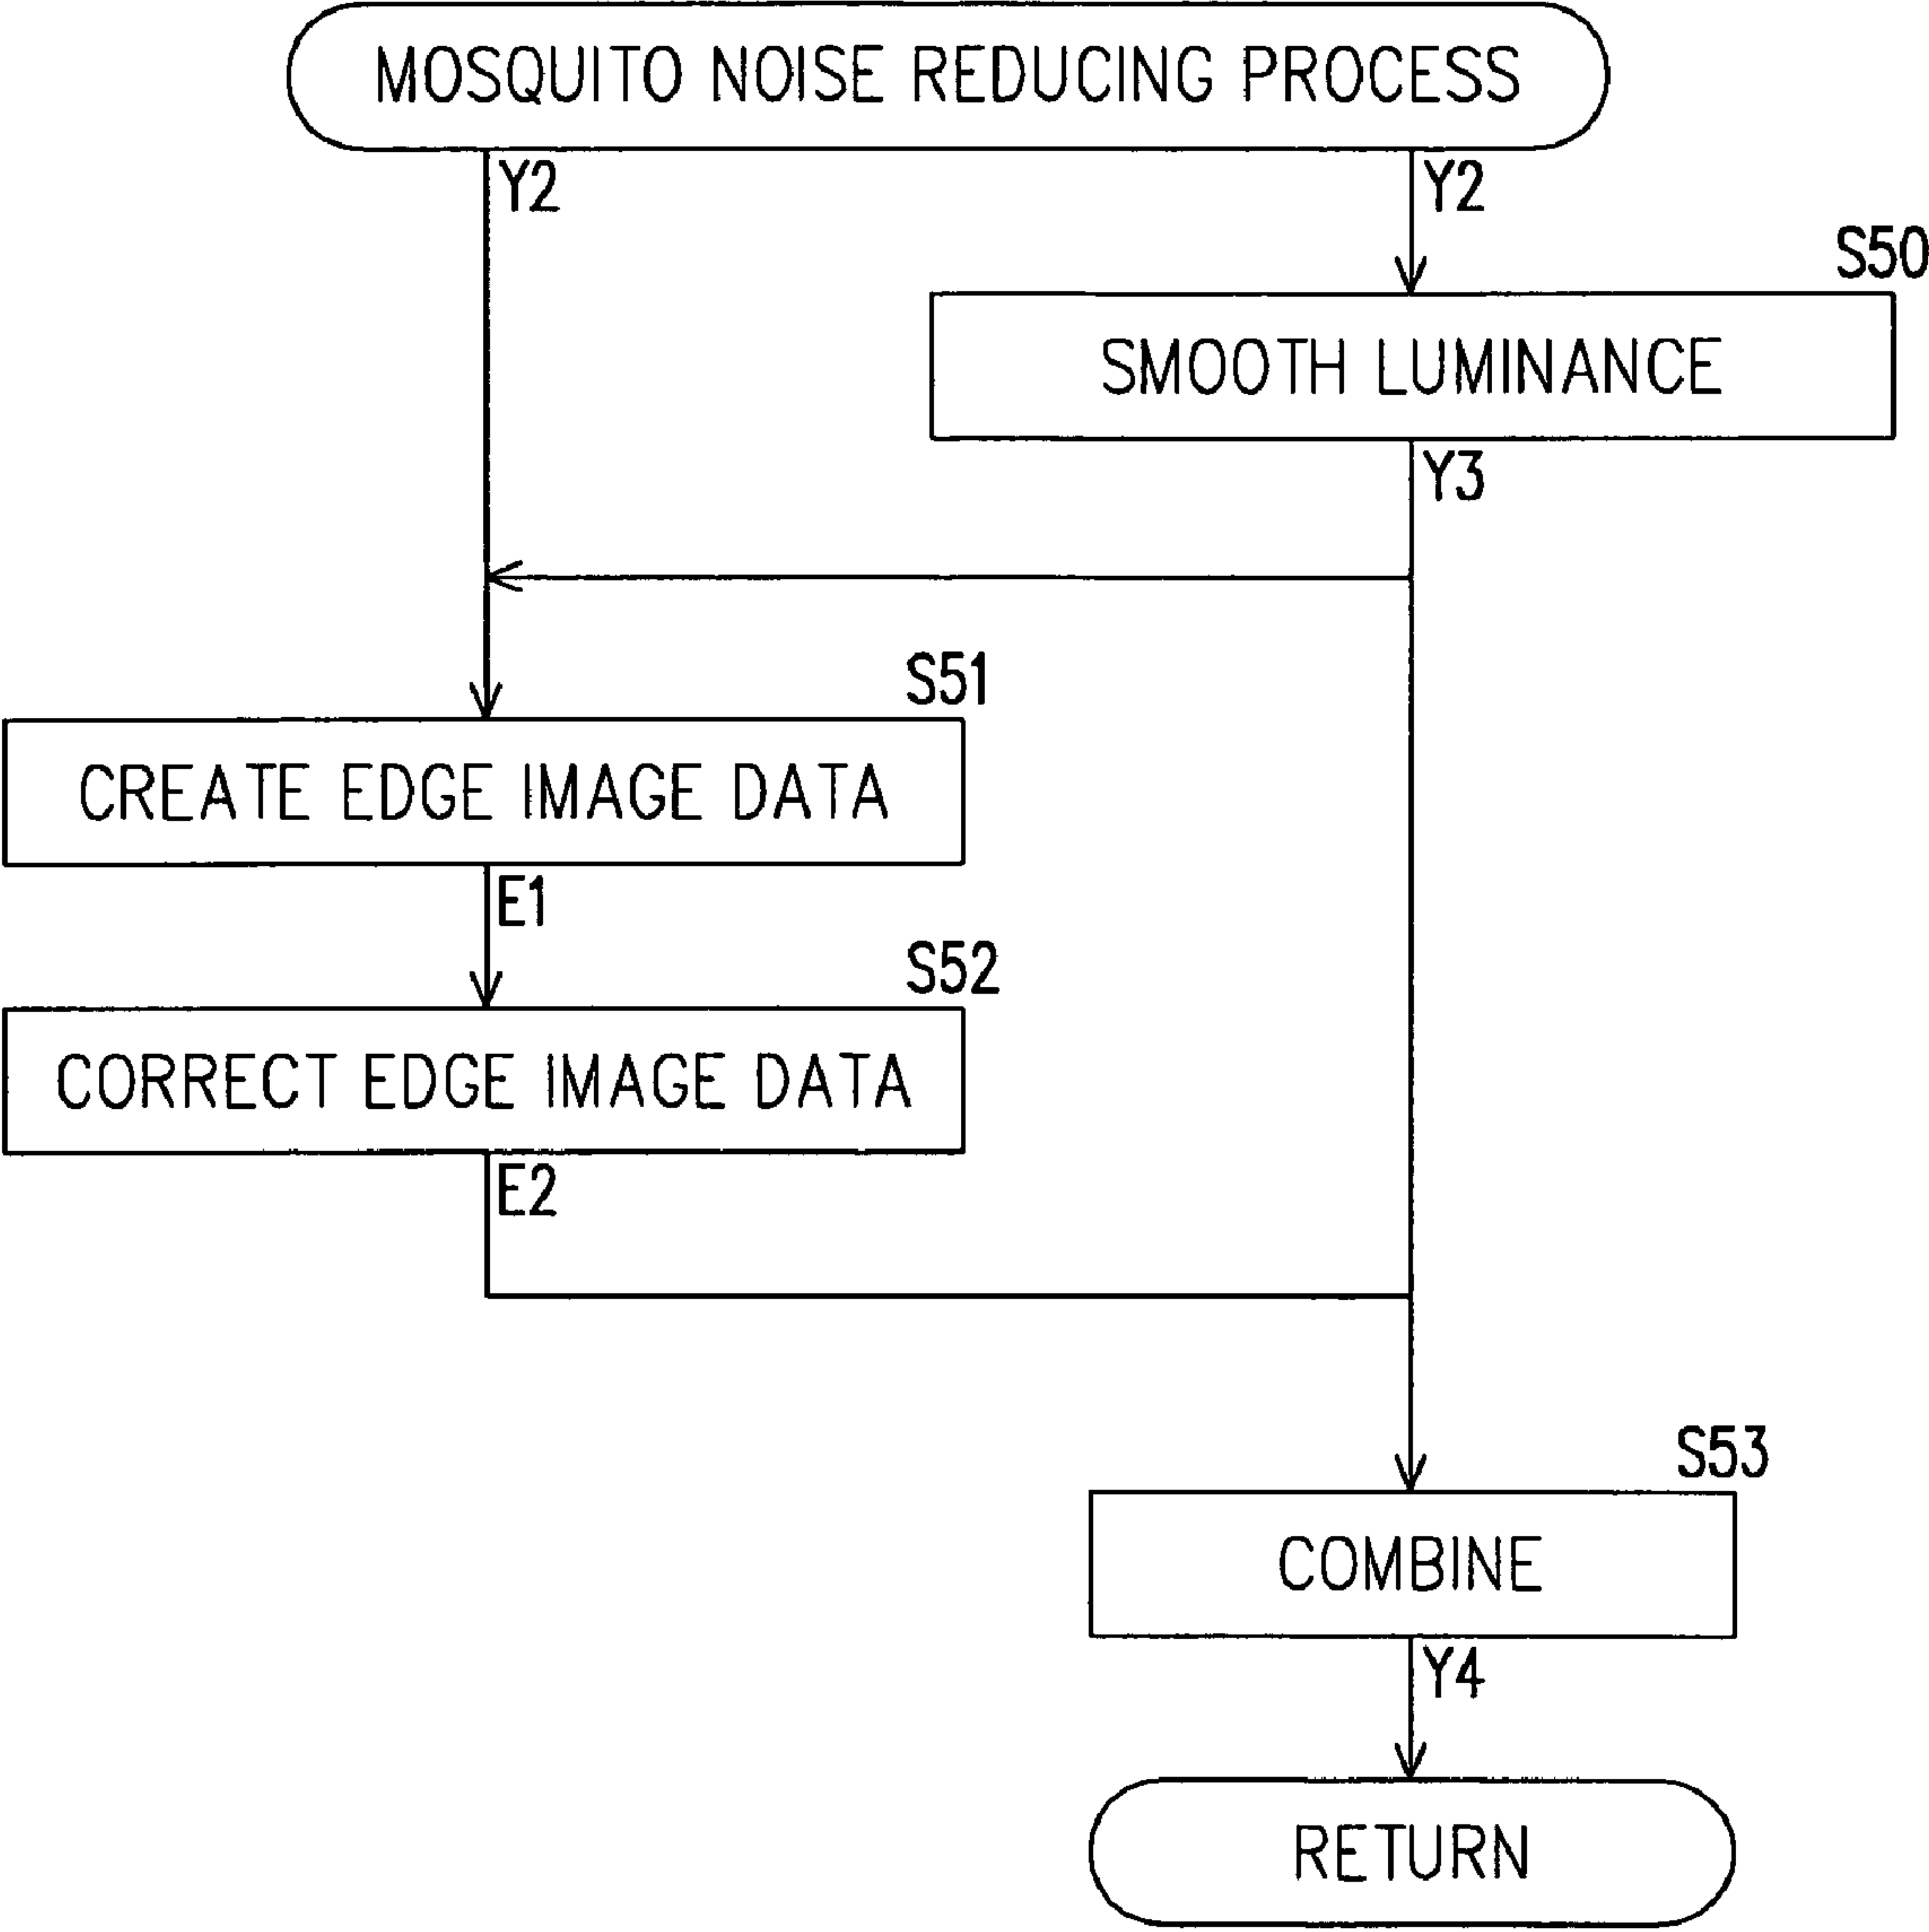 MOSQUITO NOISE REDUCING PROCESS
Y2
Y2
S50
SMOOTH LUMINANCE
Y3
S51
CREATE EDGE IMAGE DATA
E1
S52
CORRECT EDGE IMAGE DATA
E2
S53
COMBINE
Y4
RETURN